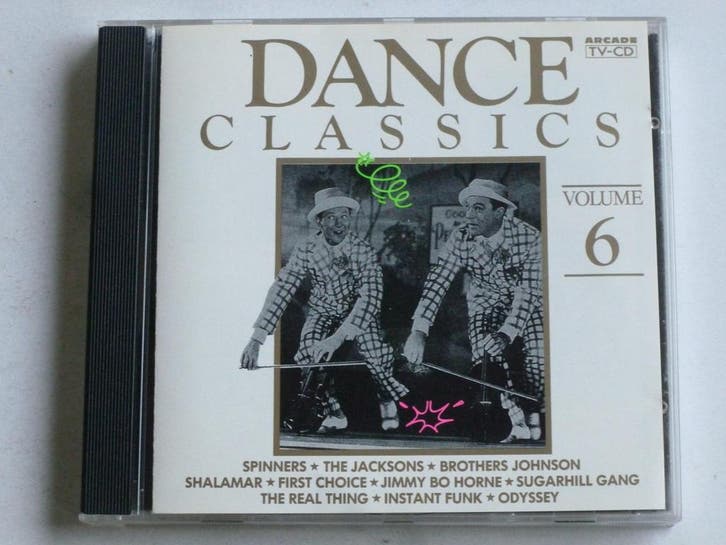 ARCADE
TV-CD
DANCE
CLASSICS
VOLUME
6
SPINNERS ★ THE JACKSONS ★ BROTHERS JOHNSON
SHALAMAR ★ FIRST CHOICE ★ JIMMY BO HORNE ★ SUGARHILL GANG
THE REAL THING ★ INSTANT FUNK ★ ODYSSEY